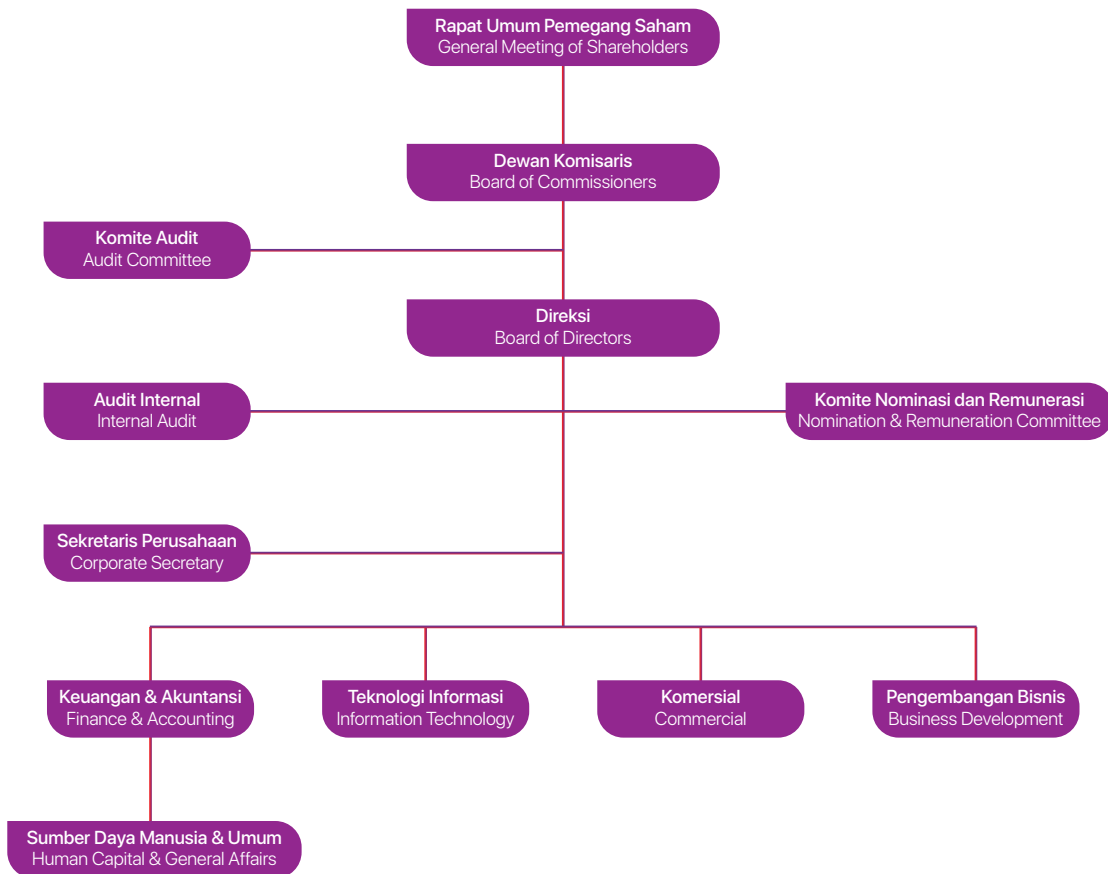 Rapat Umum Pemegang Saham
General Meeting of Shareholders
Dewan Komisaris
Board of Commissioners
Komite Audit
Audit Committee
Direksi
Board of Directors
Audit Internal
Internal Audit
Komite Nominasi dan Remunerasi
Nomination & Remuneration Committee
Sekretaris Perusahaan
Corporate Secretary
Keuangan & Akuntansi
Finance & Accounting
Teknologi Informasi
Information Technology
Komersial
Commercial
Pengembangan Bisnis
Business Development
Sumber Daya Manusia & Umum
Human Capital & General Affairs